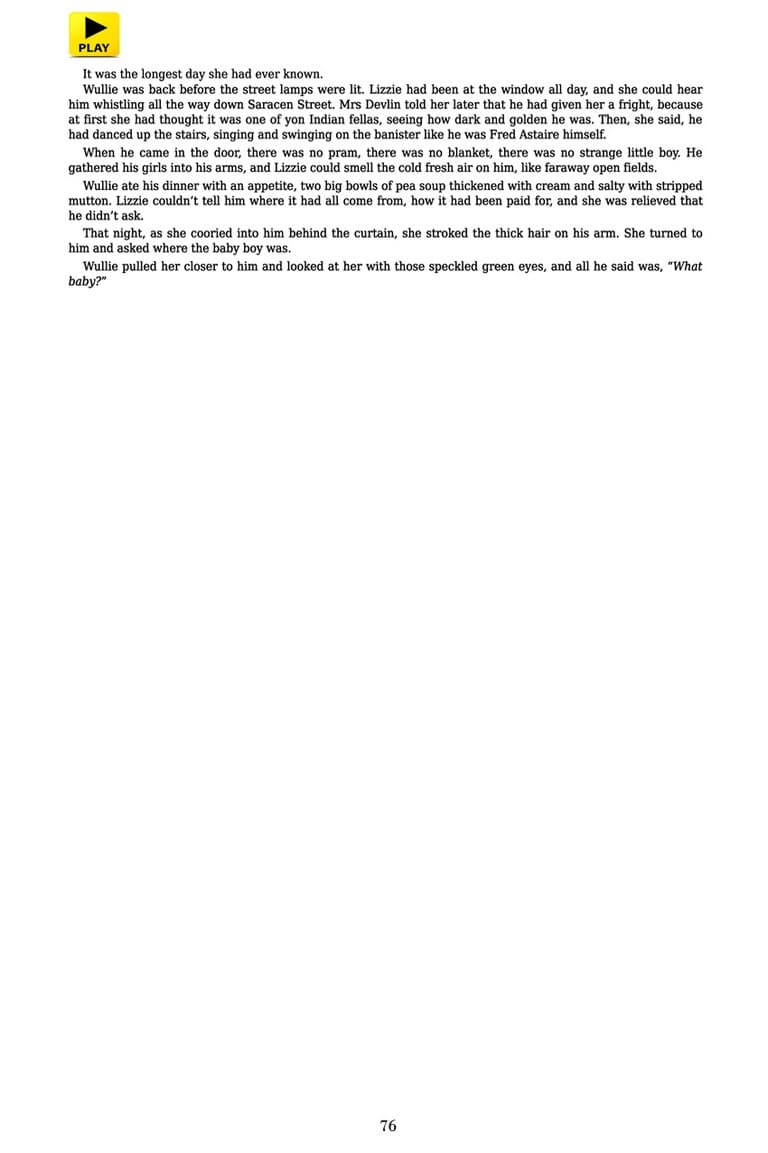 PLAY
It was the longest day she had ever known.
Wullie was back before the street lamps were lit. Lizzie had been at the window all day, and she could hear
him whistling all the way down Saracen Street. Mrs Devlin told her later that he had given her a fright, because
at first she had thought it was one of yon Indian fellas, seeing how dark and golden he was. Then, she said, he
had danced up the stairs, singing and swinging on the banister like he was Fred Astaire himself.
When he came in the door, there was no pram, there was no blanket, there was no strange little boy. He
gathered his girls into his arms, and Lizzie could smell the cold fresh air on him, like faraway open fields.
Wullie ate his dinner with an appetite, two big bowls of pea soup thickened with cream and salty with stripped
mutton. Lizzie couldn’t tell him where it had all come from, how it had been paid for, and she was relieved that
he didn’t ask.
That night, as she cooried into him behind the curtain, she stroked the thick hair on his arm. She turned to
him and asked where the baby boy was.
Wullie pulled her closer to him and looked at her with those speckled green eyes, and all he said was, “What
baby?”
76